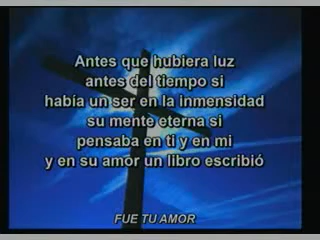 Antes que hubiera luz
antes del tiempo si
había un ser en la inmensidad
su mente eterna si
pensaba en ti y en mi
y en su amor un libro escribió
FUE TU AMOR